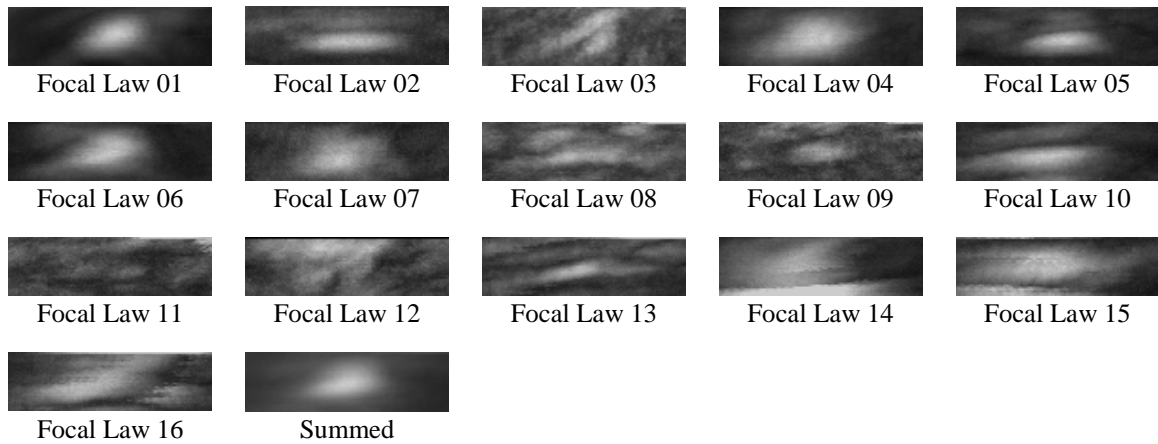 Focal Law 01 Focal Law 02 Focal Law 03 Focal Law 04 Focal Law 05
Focal Law 06 Focal Law 07 Focal Law 08 Focal Law 09 Focal Law 10
Focal Law 11 Focal Law 12 Focal Law 13 Focal Law 14 Focal Law 15
Focal Law 16 Summed